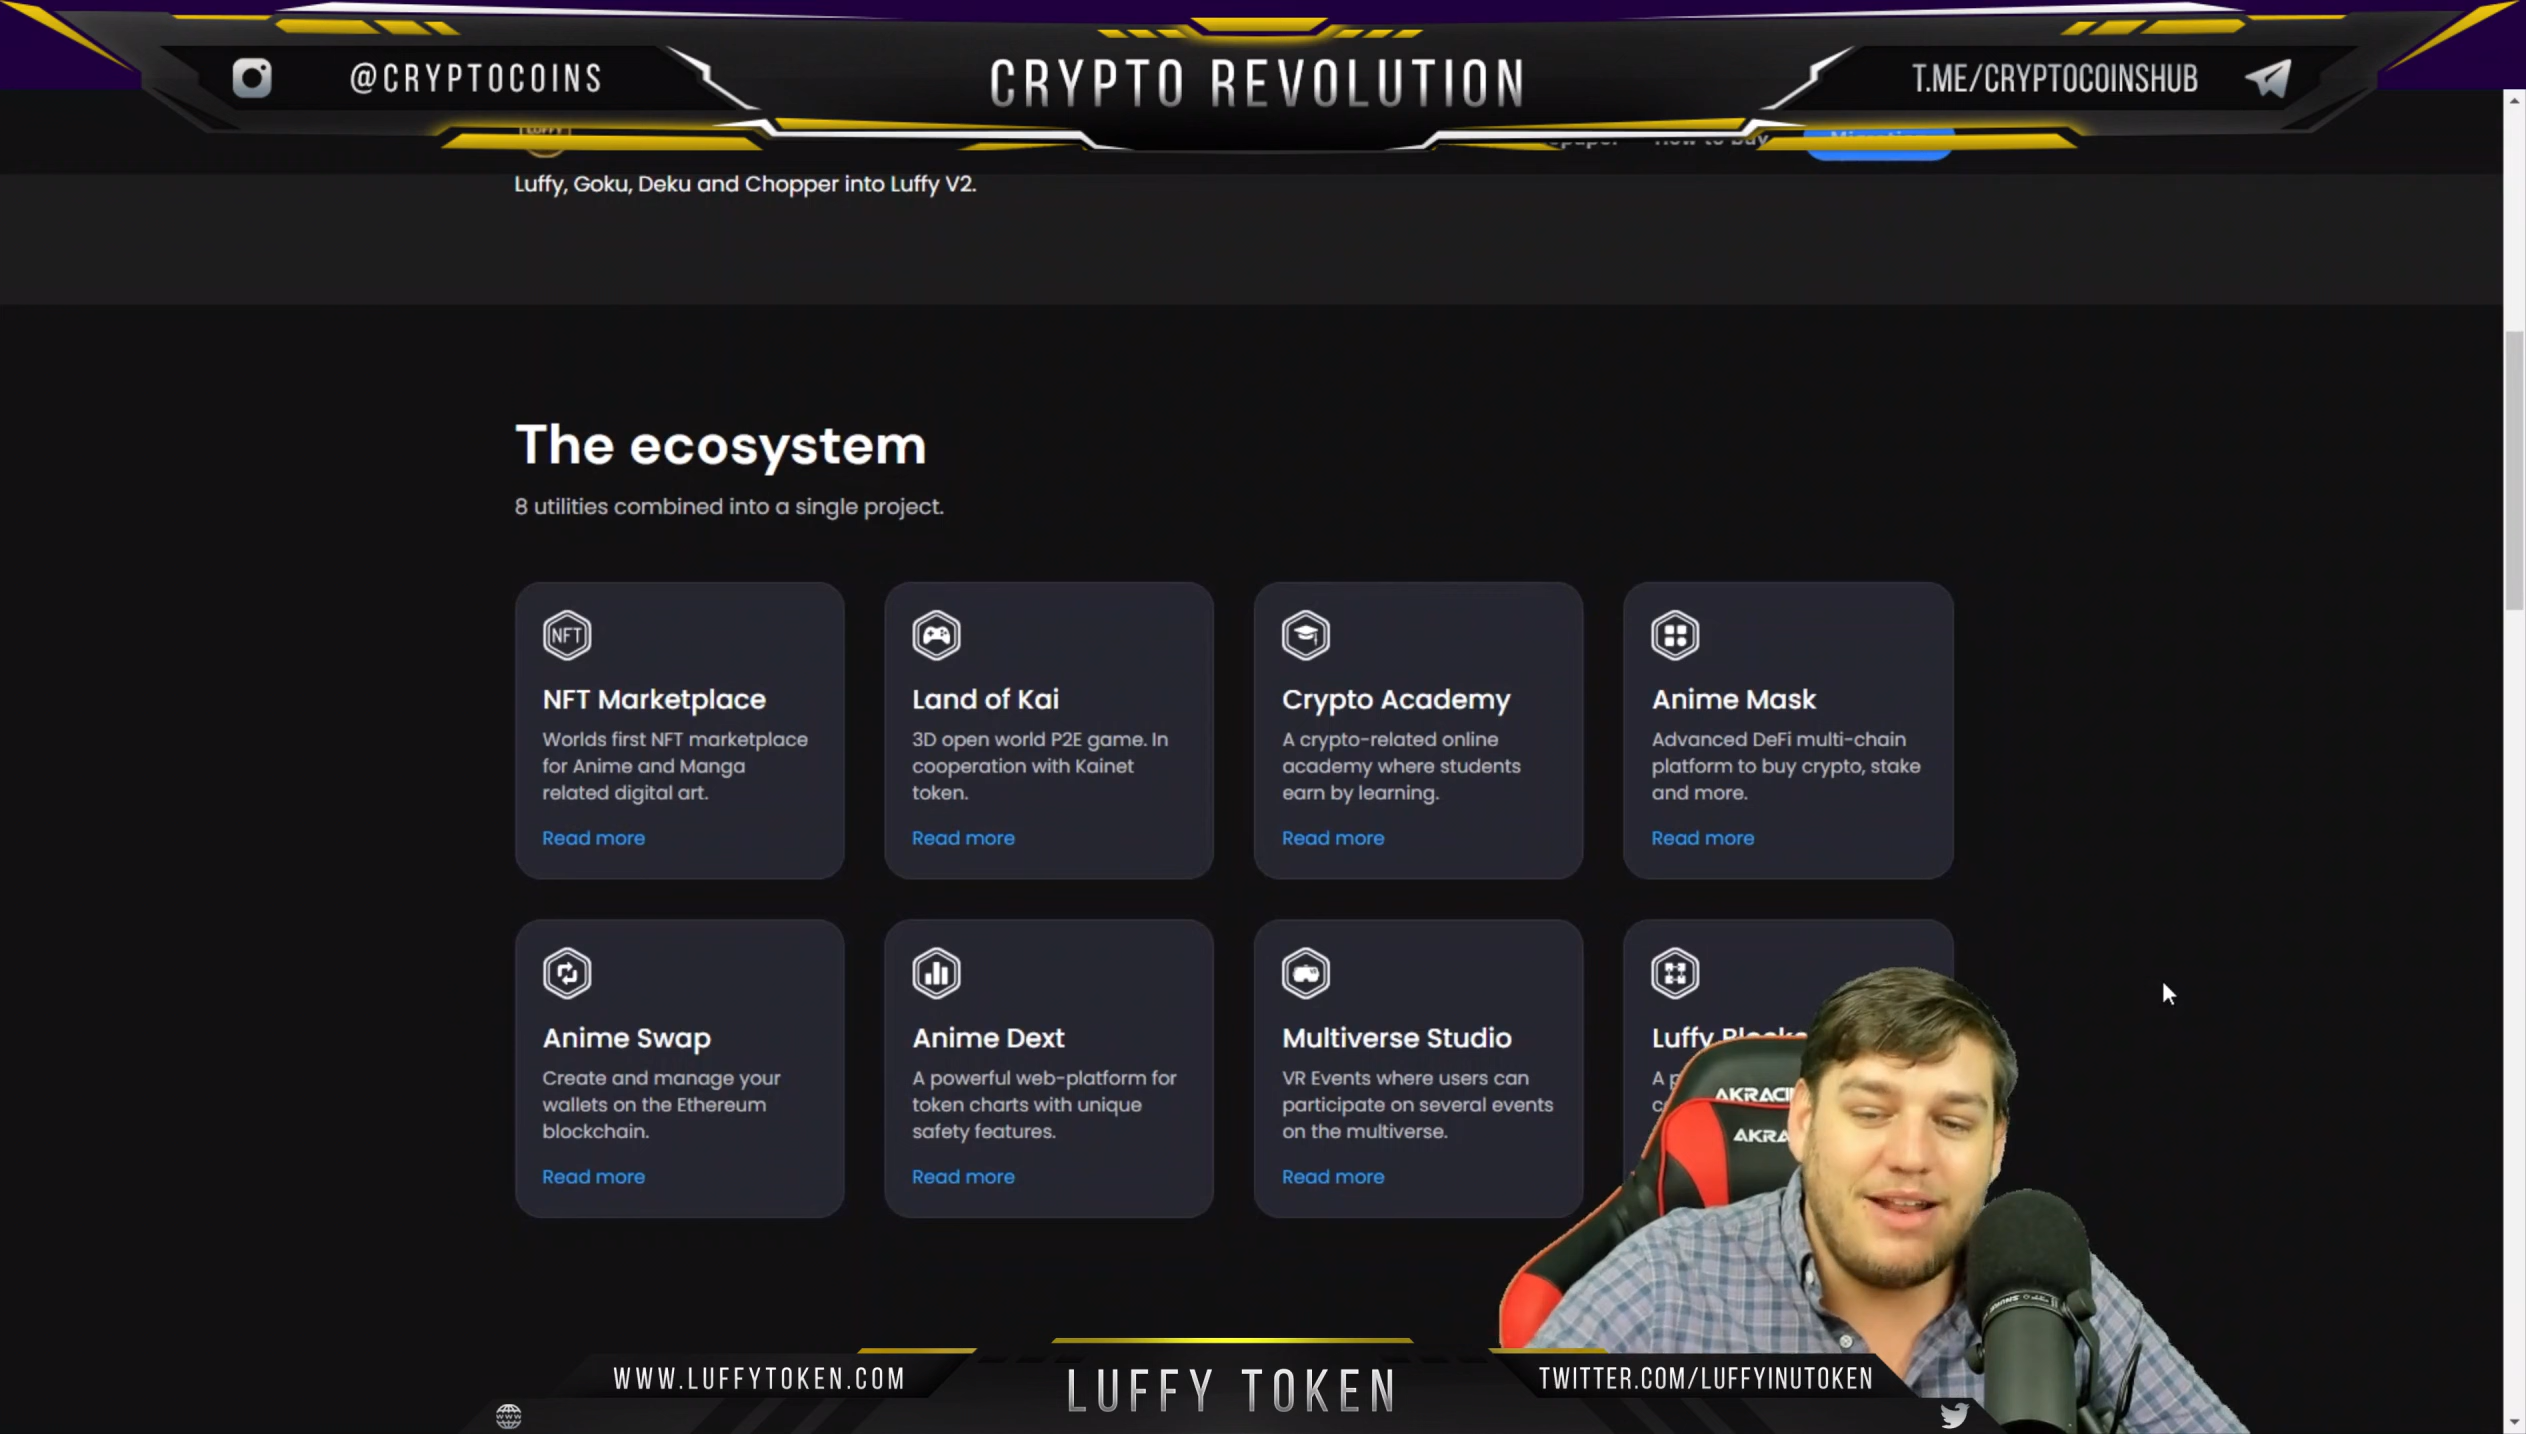 @CRYPTOCOINS
CRYPTO REVOLUTION
T.ME/CRYPTOCOINSHUB
LUFFY
How to buy
Luffy, Goku, Deku and Chopper into Luffy V2.
The ecosystem
8 utilities combined into a single project.
NFT
NFT Marketplace
Worlds first NFT marketplace
for Anime and Manga
related digital art.
Read more
Land of Kai
3D open world P2E game. In
cooperation with Kainet
token.
Read more
Crypto Academy
A crypto-related online
academy where students
earn by learning.
Read more
Anime Mask
Advanced DeFi multi-chain
platform to buy crypto, stake
and more.
Read more
Anime Swap
Create and manage your
wallets on the Ethereum
blockchain.
Read more
Anime Dext
A powerful web-platform for
token charts with unique
safety features.
Read more
Multiverse Studio
VR Events where users can
participate on several events
on the multiverse.
Read more
Luffy
A
WWW.LUFFYTOKEN.COM
LUFFY TOKEN
TWITTER.COM/LUFFYINUTOKEN